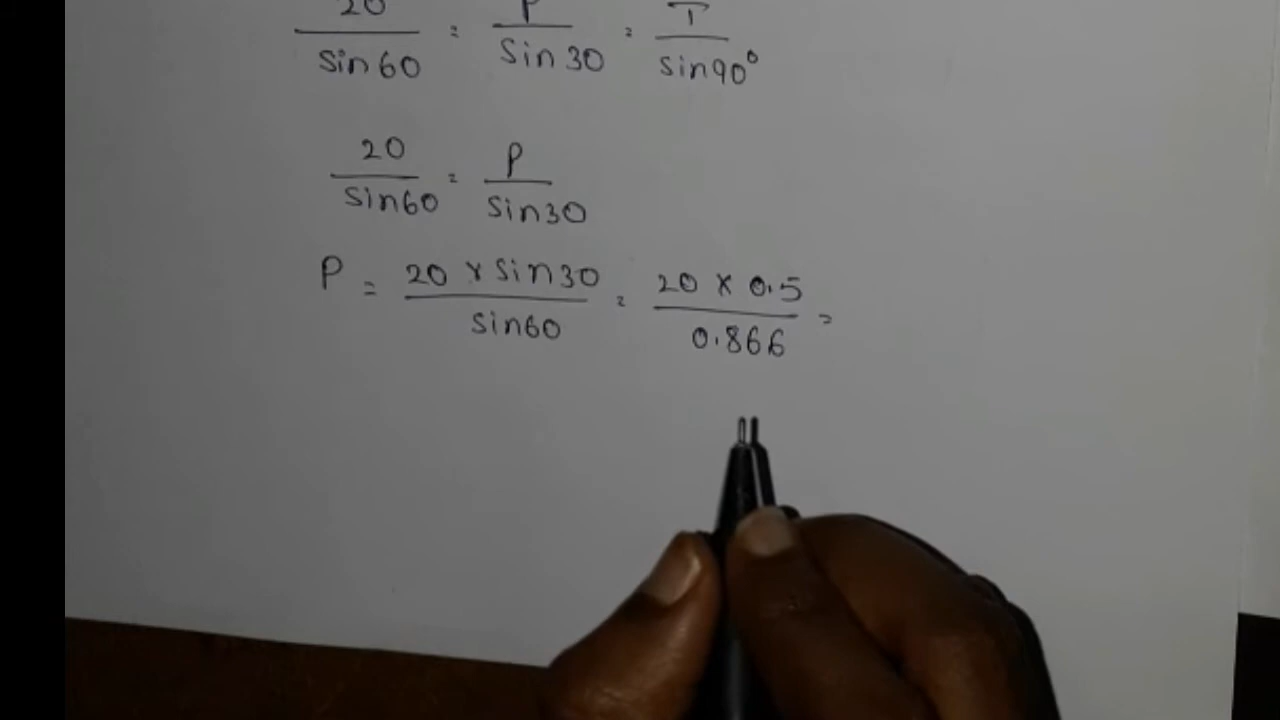 20/sin60 = P/sin30 = T/sin90°
20/sin60 = P/sin30
P = 20 × sin30/sin60 = 20 × 0.5/0.866 =